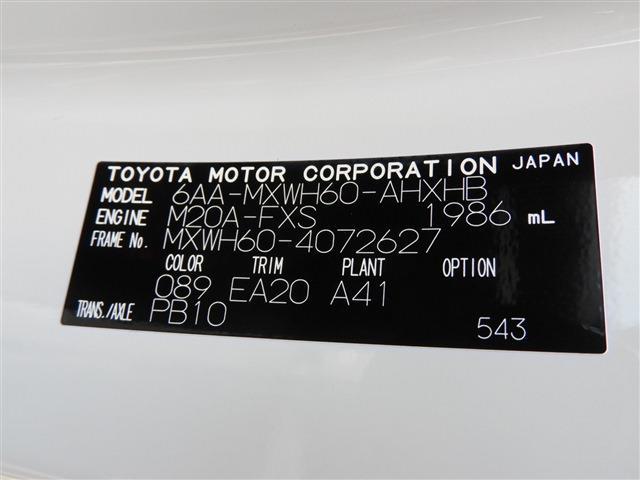 TOYOTA MOTOR CORPORATION JAPAN
MODEL 6AA-MXWH60-AHXHB
ENGINE M20A-FXS 1986 mL
FRAME No. MXWH60-4072627
COLOR TRIM PLANT OPTION
089 EA20 A41
TRANS./AXLE PB10
543